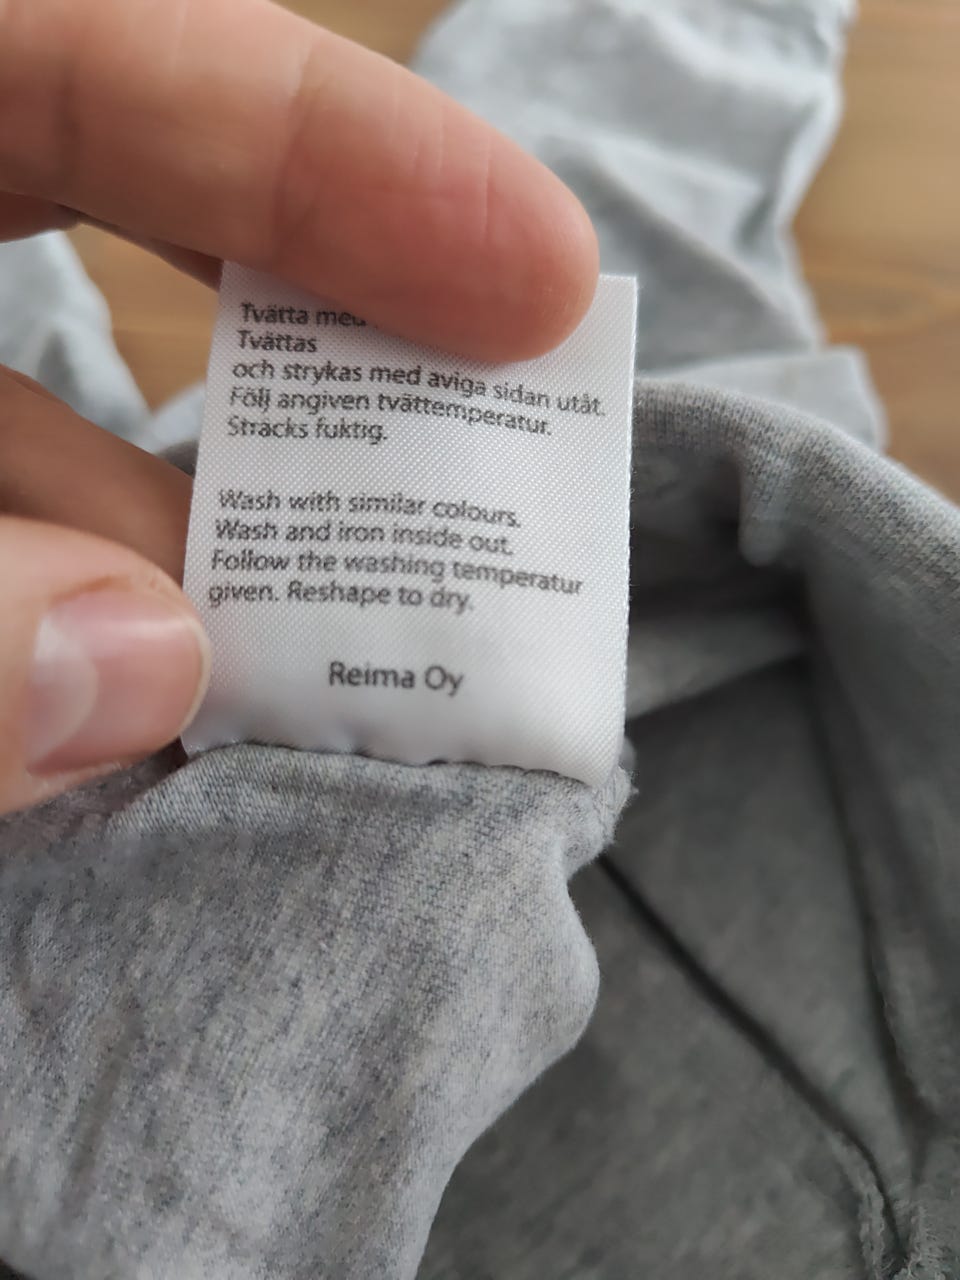 Tvätta med
Tvättas
och strykas med aviga sidan utåt.
Följ angiven tvättemperatur.
Sträcks fuktig.
Wash with similar colours.
Wash and iron inside out.
Follow the washing temperatur
given. Reshape to dry.
Reima Oy